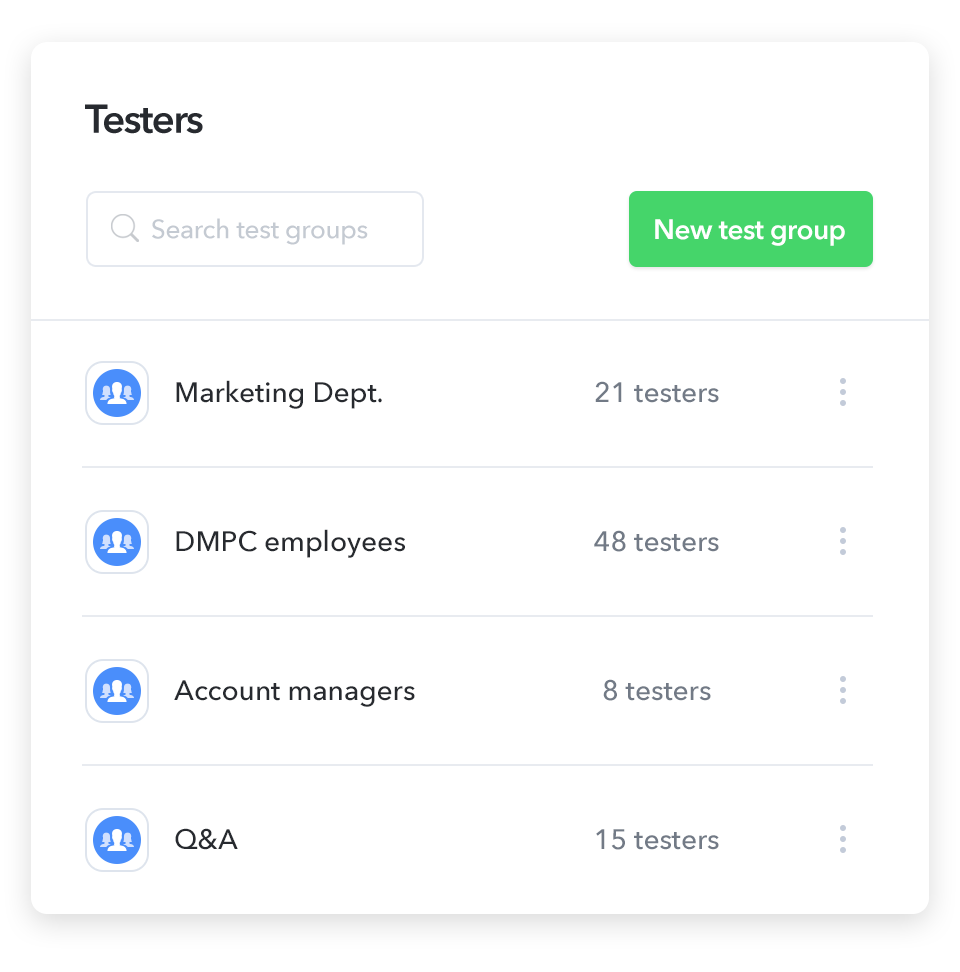 Testers
Search test groups
New test group
Marketing Dept.
21 testers
DMPC employees
48 testers
Account managers
8 testers
Q&A
15 testers